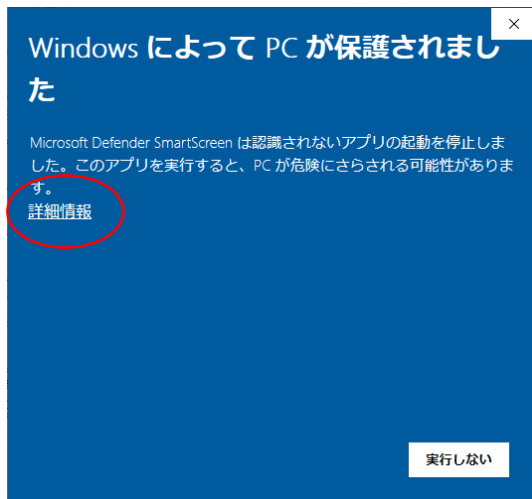 Windows によって PC が保護されまし
た
Microsoft Defender SmartScreen は認識されないアプリの起動を停止しま
した。このアプリを実行すると、PC が危険にさらされる可能性がありま
す。
詳細情報
実行しない